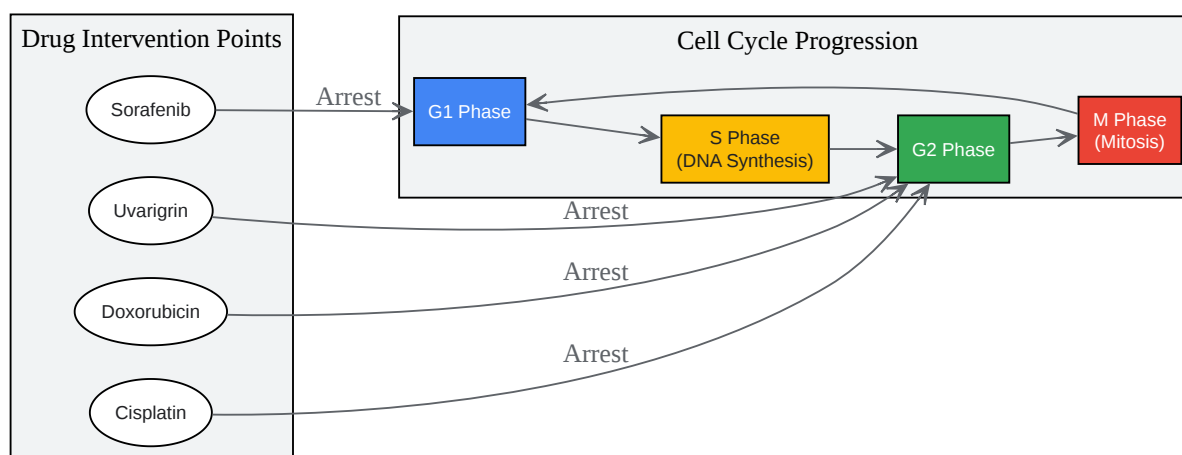 Drug Intervention Points
Sorafenib
Uvarigrin
Doxorubicin
Cisplatin
Cell Cycle Progression
G1 Phase
S Phase
(DNA Synthesis)
G2 Phase
M Phase
(Mitosis)
Arrest
Arrest
Arrest
Arrest